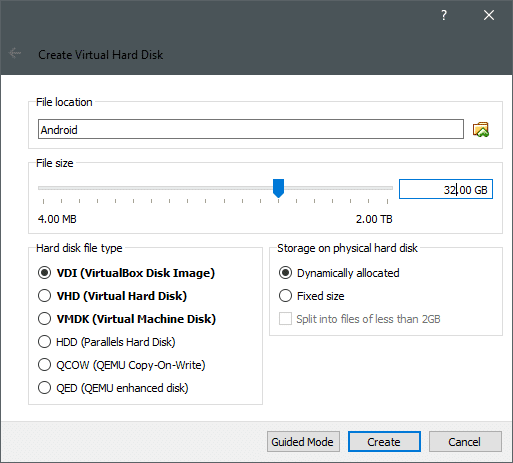 ?
Create Virtual Hard Disk
File location
Android
File size
32.00 GB
4.00 MB 2.00 TB
Hard disk file type
VDI (VirtualBox Disk Image)
VHD (Virtual Hard Disk)
VMDK (Virtual Machine Disk)
HDD (Parallels Hard Disk)
QCOW (QEMU Copy-On-Write)
QED (QEMU enhanced disk)
Storage on physical hard disk
Dynamically allocated
Fixed size
Split into files of less than 2GB
Guided Mode Create Cancel